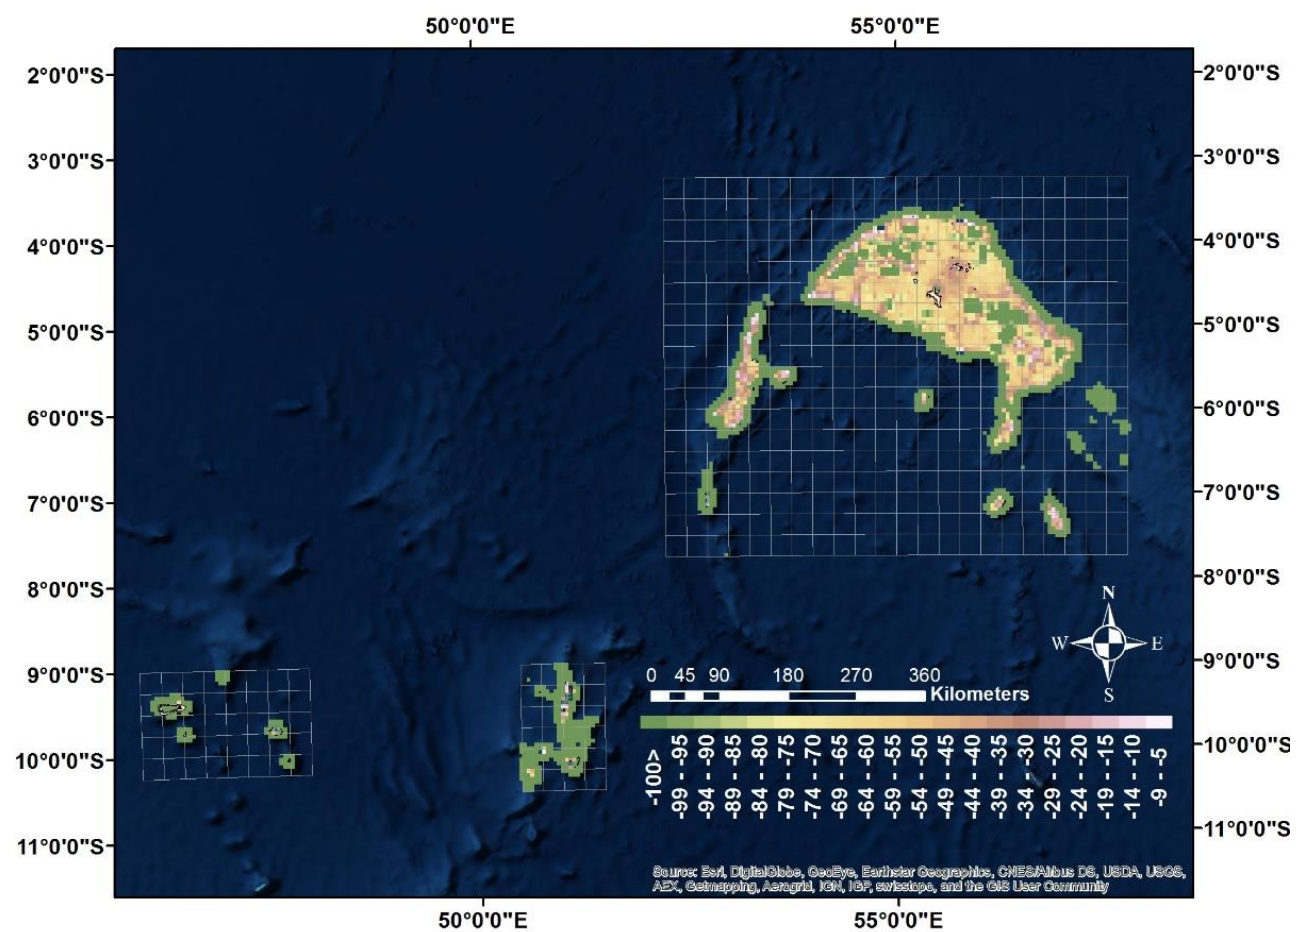 50°0'0"E 55°0'0"E
2°0'0"S 2°0'0"S
3°0'0"S 3°0'0"S
4°0'0"S 4°0'0"S
5°0'0"S 5°0'0"S
6°0'0"S 6°0'0"S
7°0'0"S 7°0'0"S
8°0'0"S 8°0'0"S
N
W E
S
9°0'0"S 9°0'0"S
0 45 90 180 270 360
Kilometers
10°0'0"S 10°0'0"S
-100>
-99 - -95
-94 - -90
-89 - -85
-84 - -80
-79 - -75
-74 - -70
-69 - -65
-64 - -60
-59 - -55
-54 - -50
-49 - -45
-44 - -40
-39 - -35
-34 - -30
-29 - -25
-24 - -20
-19 - -15
-14 - -10
-9 - -5
11°0'0"S 11°0'0"S
Source: Esri, DigitalGlobe, GeoEye, Earthstar Geographics, CNES/Airbus DS, USDA, USGS,
AEX, Getmapping, Aerogrid, IGN, IGP, swisstopo, and the GIS User Community
50°0'0"E 55°0'0"E